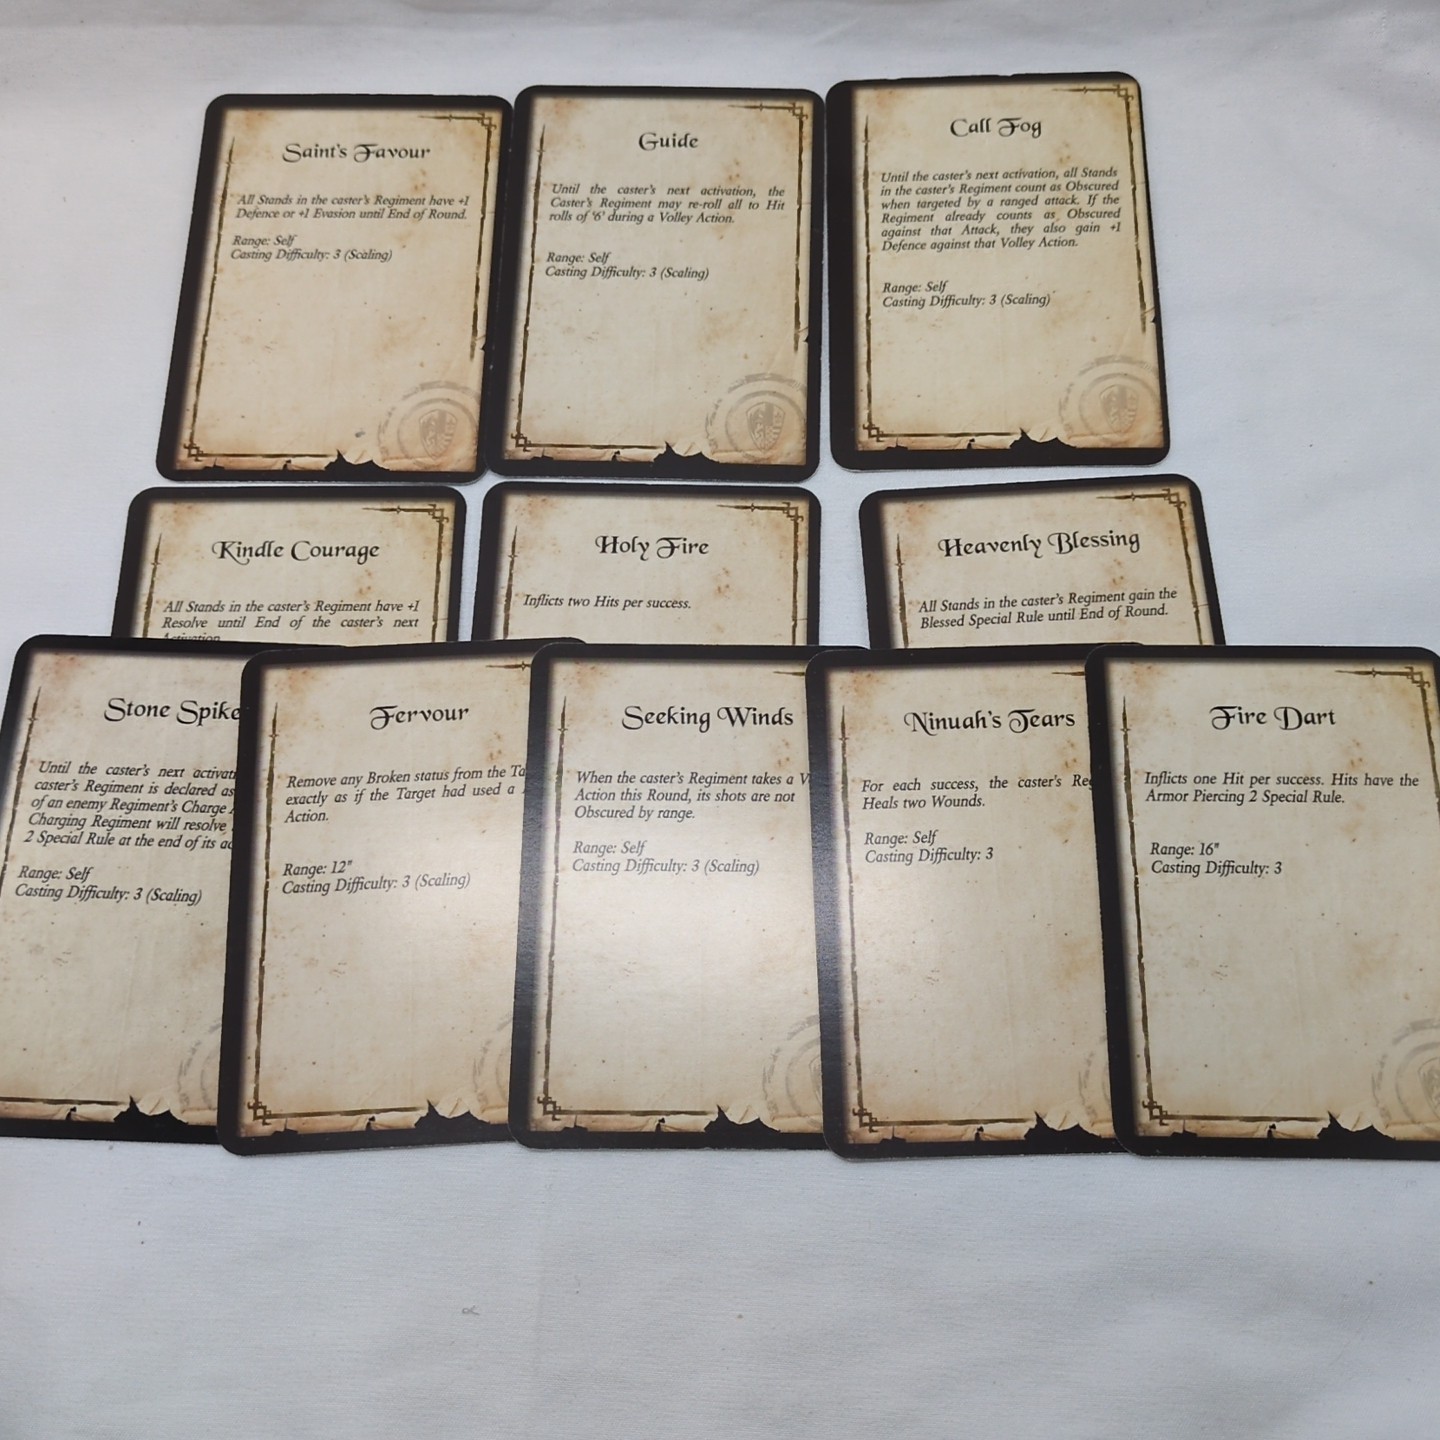 Saint's Favour
All Stands in the caster's Regiment have +1
Defence or +1 Evasion until End of Round.
Range: Self
Casting Difficulty: 3 (Scaling)
Guide
Until the caster's next activation, the
Caster's Regiment may re-roll all to Hit
rolls of '6' during a Volley Action.
Range: Self
Casting Difficulty: 3 (Scaling)
Call Fog
Until the caster's next activation, all Stands
in the caster's Regiment count as Obscured
when targeted by a ranged attack. If the
Regiment already counts as Obscured
against that Attack, they also gain +1
Defence against that Volley Action.
Range: Self
Casting Difficulty: 3 (Scaling)
Kindle Courage
All Stands in the caster's Regiment have +1
Resolve until End of the caster's next
Activation
Holy Fire
Inflicts two Hits per success.
Heavenly Blessing
All Stands in the caster's Regiment gain the
Blessed Special Rule until End of Round.
Stone Spike
Until the caster's next
caster's Regiment is declared as
of an enemy Regiment's Charge
Charging Regiment will resolve
2 Special Rule at the end of its
Range: Self
Casting Difficulty: 3 (Scaling)
Fervour
Remove any Broken status from the
exactly as if the Target had used a
Action.
Range: 12"
Casting Difficulty: 3 (Scaling)
Seeking Winds
When the caster's Regiment takes a
Action this Round, its shots are not
Obscured by range.
Range: Self
Casting Difficulty: 3 (Scaling)
Ninuah's Tears
For each success, the caster's
Heals two Wounds.
Range: Self
Casting Difficulty: 3
Fire Dart
Inflicts one Hit per success. Hits have the
Armor Piercing 2 Special Rule.
Range: 16"
Casting Difficulty: 3